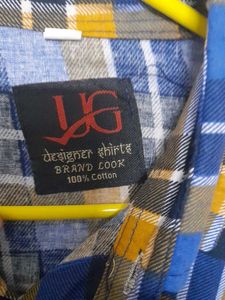 UG
designer shirts
BRAND LOOK
100% Cotton